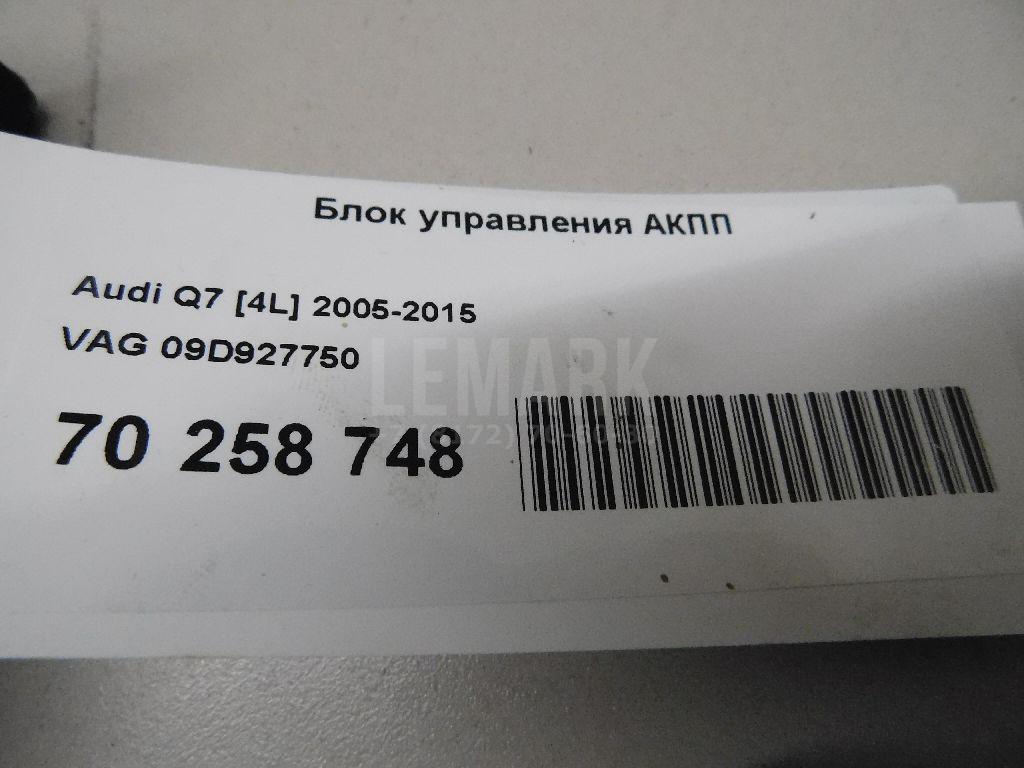 Блок управления АКПП
Audi Q7 [4L] 2005-2015
VAG 09D927750
LEMARK
70 258 748